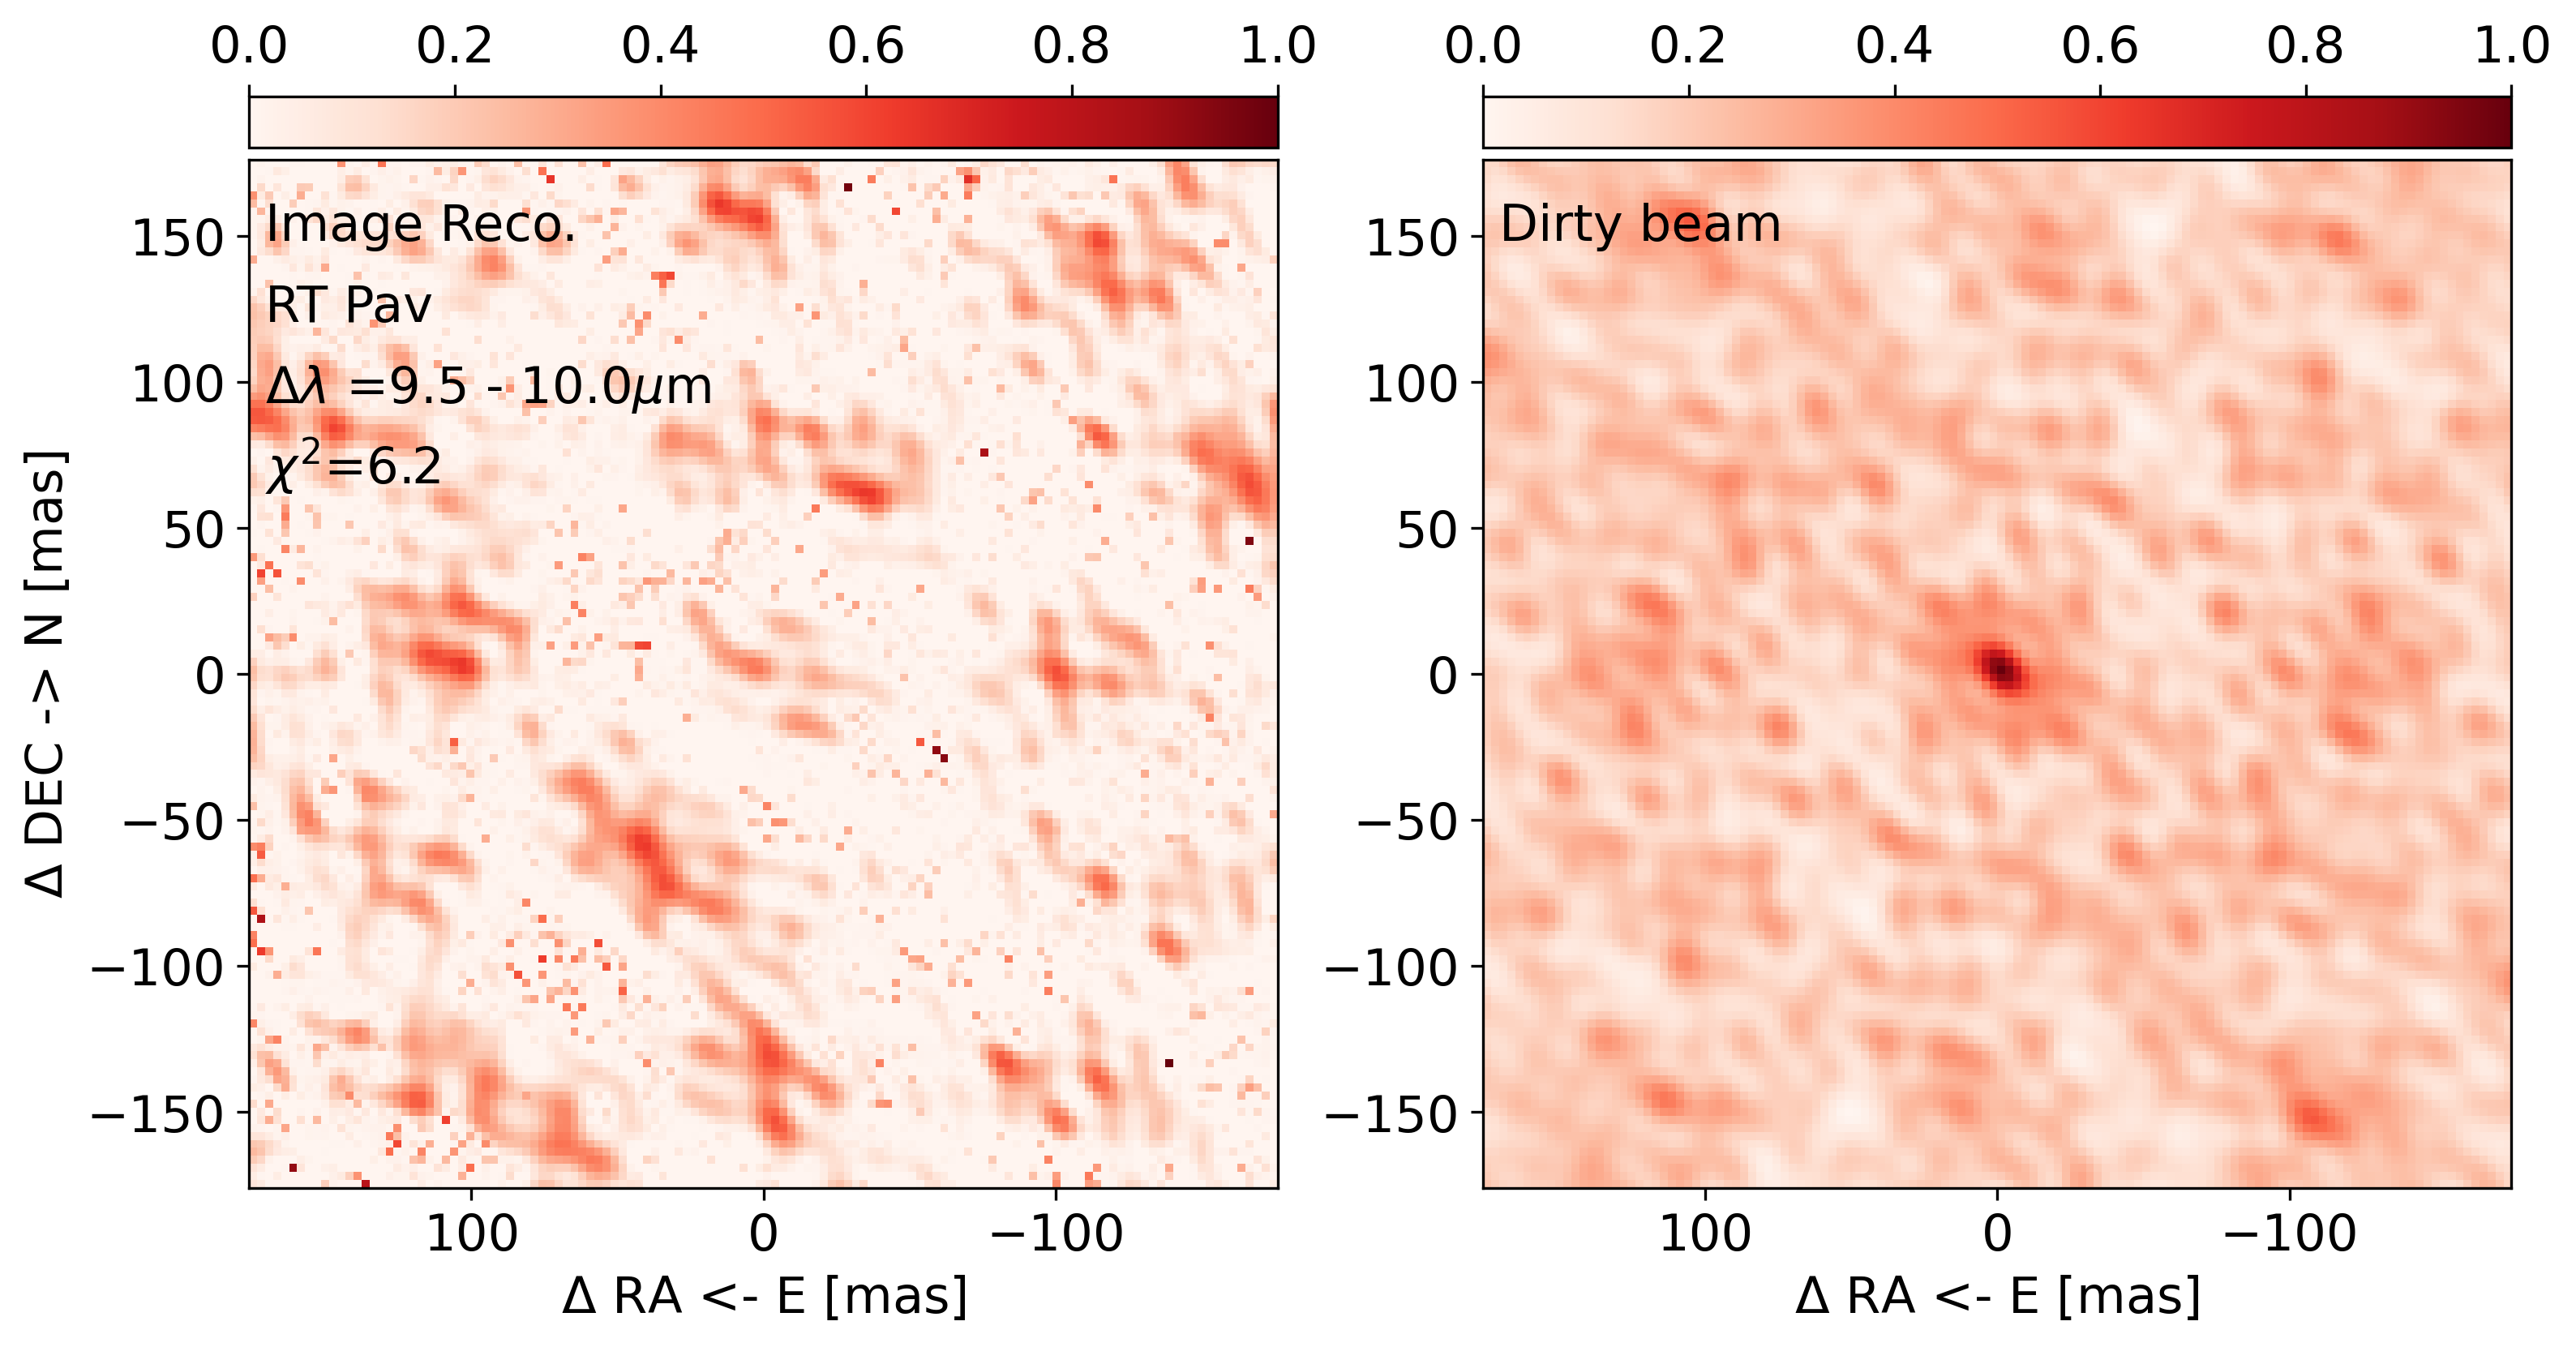 0.0 0.2 0.4 0.6 0.8 1.0
0.0 0.2 0.4 0.6 0.8 1.0
Image Reco.
RT Pav
Δλ =9.5 - 10.0μm
χ²=6.2
Dirty beam
150
100
50
0
−50
−100
−150
150
100
50
0
−50
−100
−150
Δ DEC -> N [mas]
100 0 −100
100 0 −100
Δ RA <- E [mas]
Δ RA <- E [mas]